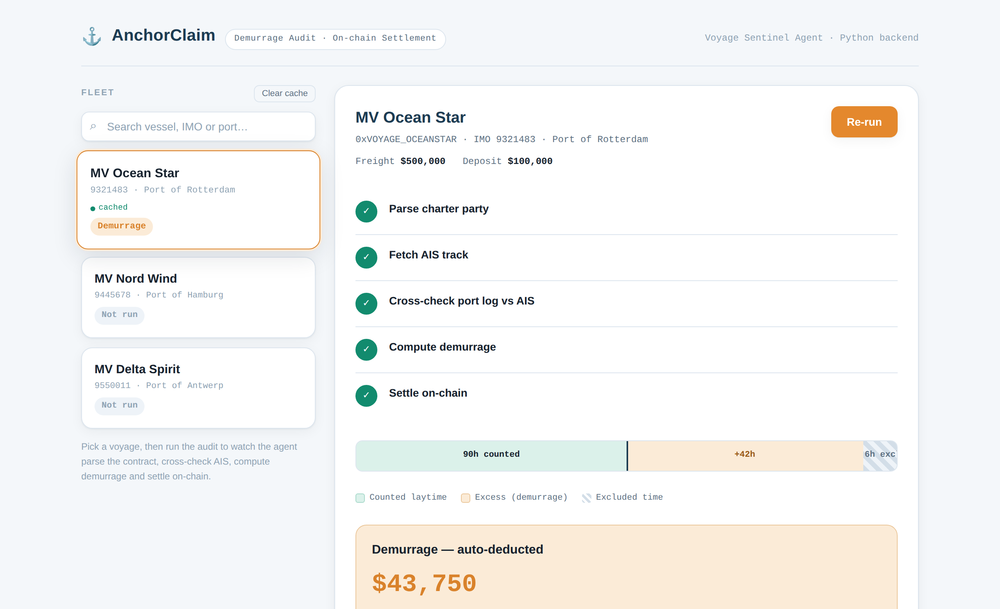 AnchorClaim
Demurrage Audit · On-chain Settlement
Voyage Sentinel Agent · Python backend
FLEET
Clear cache
Search vessel, IMO or port…
MV Ocean Star
9321483 · Port of Rotterdam
cached
Demurrage
MV Nord Wind
9445678 · Port of Hamburg
Not run
MV Delta Spirit
9550011 · Port of Antwerp
Not run
Pick a voyage, then run the audit to watch the agent
parse the contract, cross-check AIS, compute
demurrage and settle on-chain.
MV Ocean Star
Re-run
0xVOYAGE_OCEANSTAR · IMO 9321483 · Port of Rotterdam
Freight $500,000 Deposit $100,000
✓ Parse charter party
✓ Fetch AIS track
✓ Cross-check port log vs AIS
✓ Compute demurrage
✓ Settle on-chain
90h counted +42h 6h exc
Counted laytime Excess (demurrage) Excluded time
Demurrage — auto-deducted
$43,750